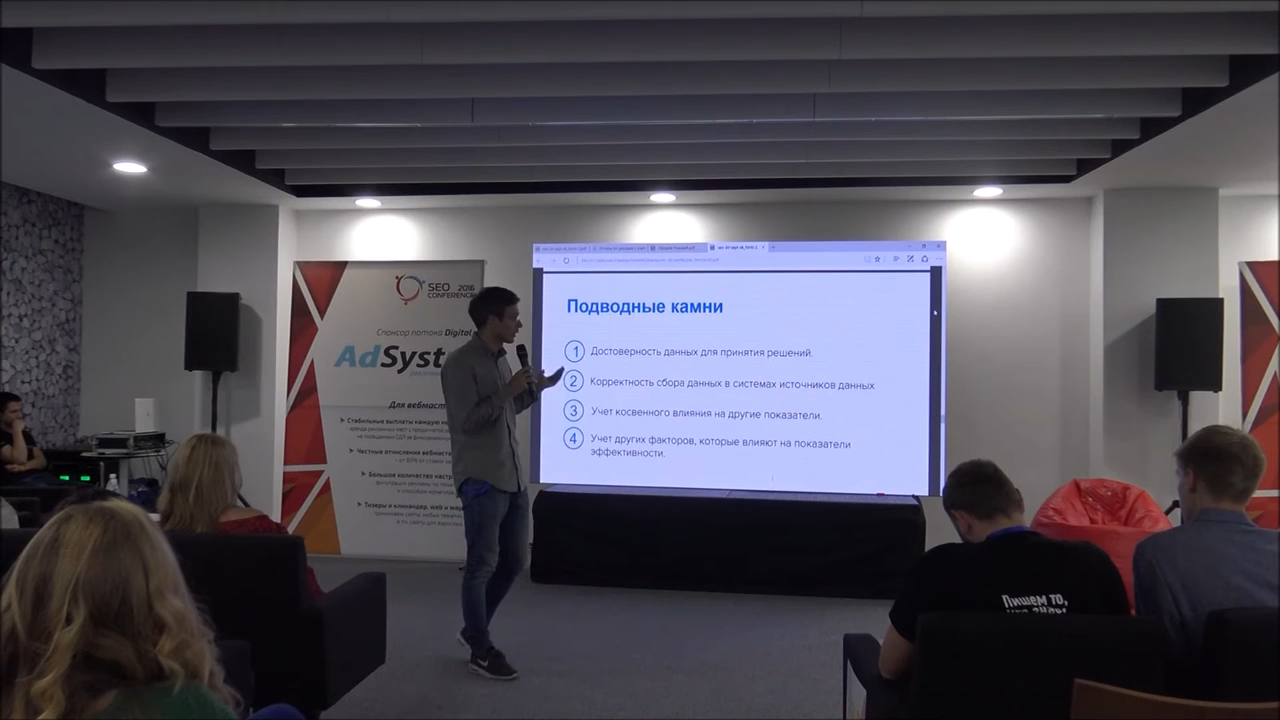 SEO 2016
CONFERENCE
Спонсор потока Digital
AdSyst
Для вебмаст
Стабильные выплаты каждую
Честные отчисления вебмаст
Большое количество настро
Тизеры и кликандер, web и
Подводные камни
1 Достоверность данных для принятия решений.
2 Корректность сбора данных в системах источников данных
3 Учет косвенного влияния на другие показатели.
4 Учет других факторов, которые влияют на показатели
эффективности.
Пишем то,